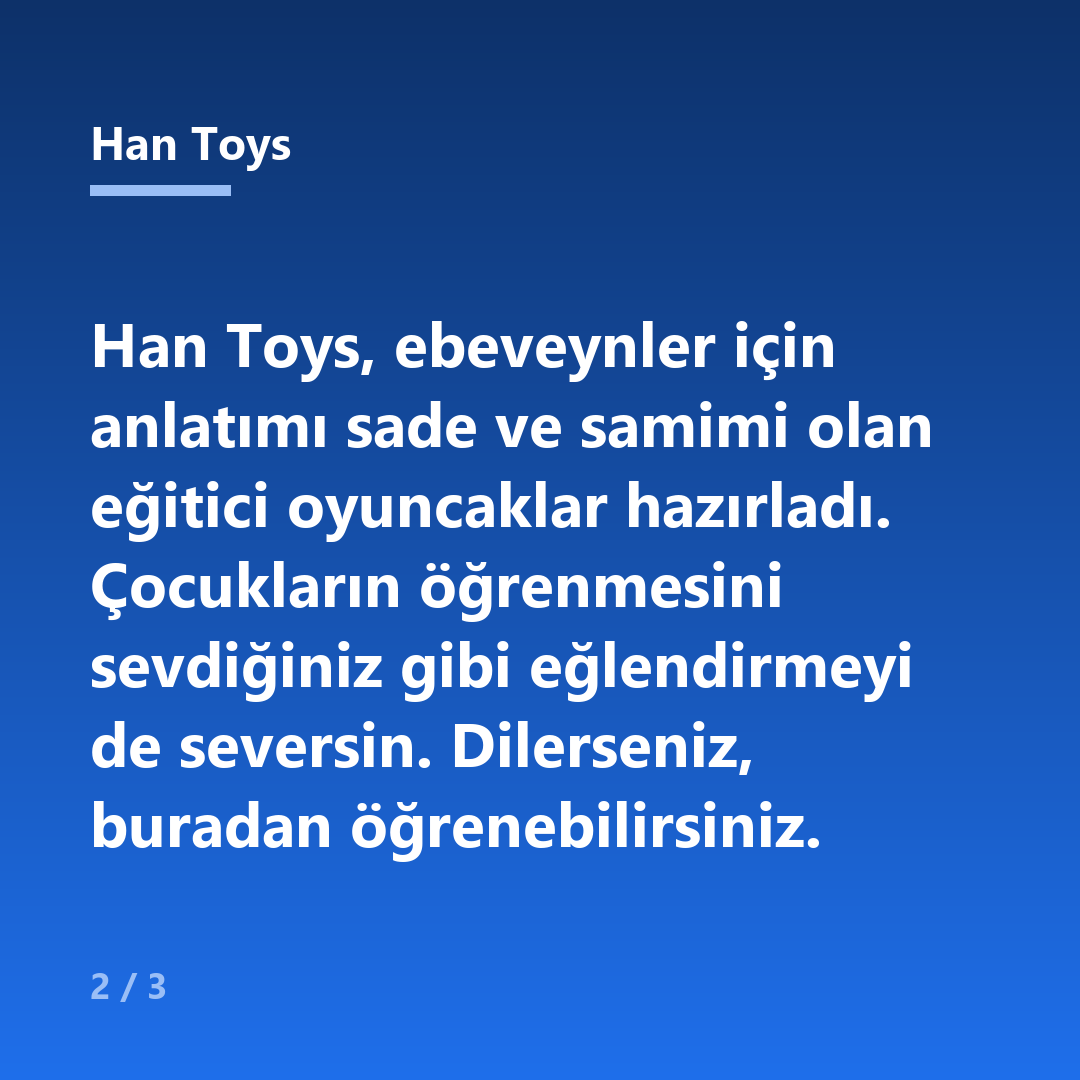 Han Toys
Han Toys, ebeveynler için
anlatımı sade ve samimi olan
eğitici oyuncaklar hazırladı.
Çocukların öğrenmesini
sevdiğiniz gibi eğlendirmeyi
de seversin. Dilerseniz,
buradan öğrenebilirsiniz.
2 / 3